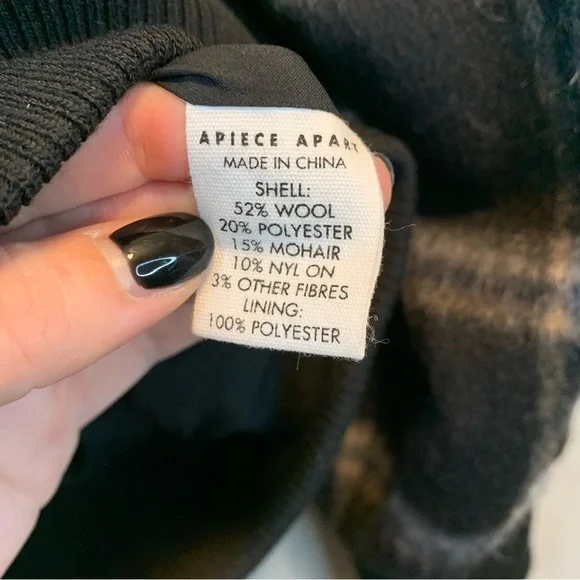 APIECE APART
MADE IN CHINA
SHELL:
52% WOOL
20% POLYESTER
15% MOHAIR
10% NYL ON
3% OTHER FIBRES
LINING:
100% POLYESTER